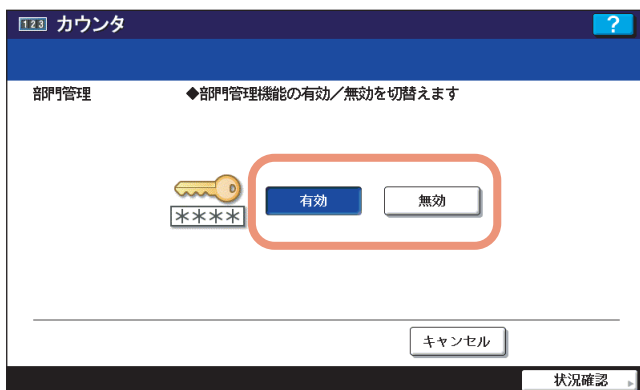 123 カウンタ
?
部門管理 ◆部門管理機能の有効／無効を切替えます
****
有効 無効
キャンセル
状況確認